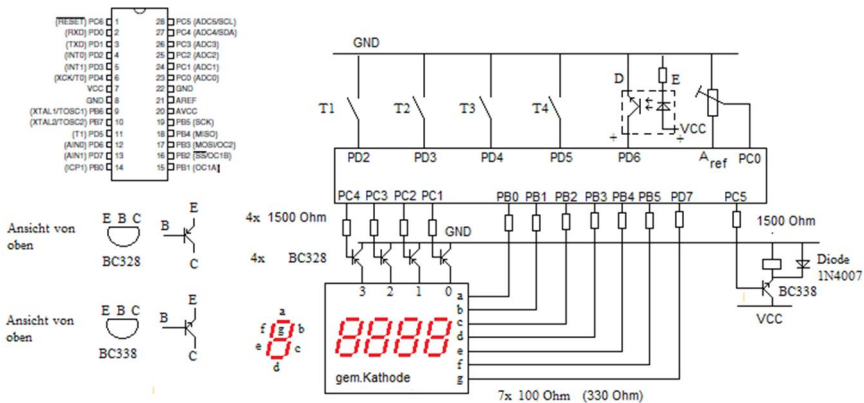 (RESET) PC6 1 28 PC5 (ADC5/SCL)
(RXD) PD0 2 27 PC4 (ADC4/SDA)
(TXD) PD1 3 26 PC3 (ADC3)
(INT0) PD2 4 25 PC2 (ADC2)
(INT1) PD3 5 24 PC1 (ADC1)
(XCK/T0) PD4 6 23 PC0 (ADC0)
VCC 7 22 GND
GND 8 21 AREF
(XTAL1/TOSC1) PB6 9 20 AVCC
(XTAL2/TOSC2) PB7 10 19 PB5 (SCK)
(T1) PD5 11 18 PB4 (MISO)
(AIN0) PD6 12 17 PB3 (MOSI/OC2)
(AIN1) PD7 13 16 PB2 (SS/OC1B)
(ICP1) PB0 14 15 PB1 (OC1A)
GND
T1 T2 T3 T4 D E
VCC
+ +
PD2 PD3 PD4 PD5 PD6 Aref PC0
PC4 PC3 PC2 PC1 PB0 PB1 PB2 PB3 PB4 PB5 PD7 PC5
4x 1500 Ohm GND 1500 Ohm
4x BC328
Diode
1N4007
BC338
VCC
Ansicht von
oben
E B C
BC328
B E C
Ansicht von
oben
E B C
BC338
B E C
a
f g b
e c
d
3 2 1 0
8888
gem.Kathode
a
b
c
d
e
f
g
7x 100 Ohm (330 Ohm)